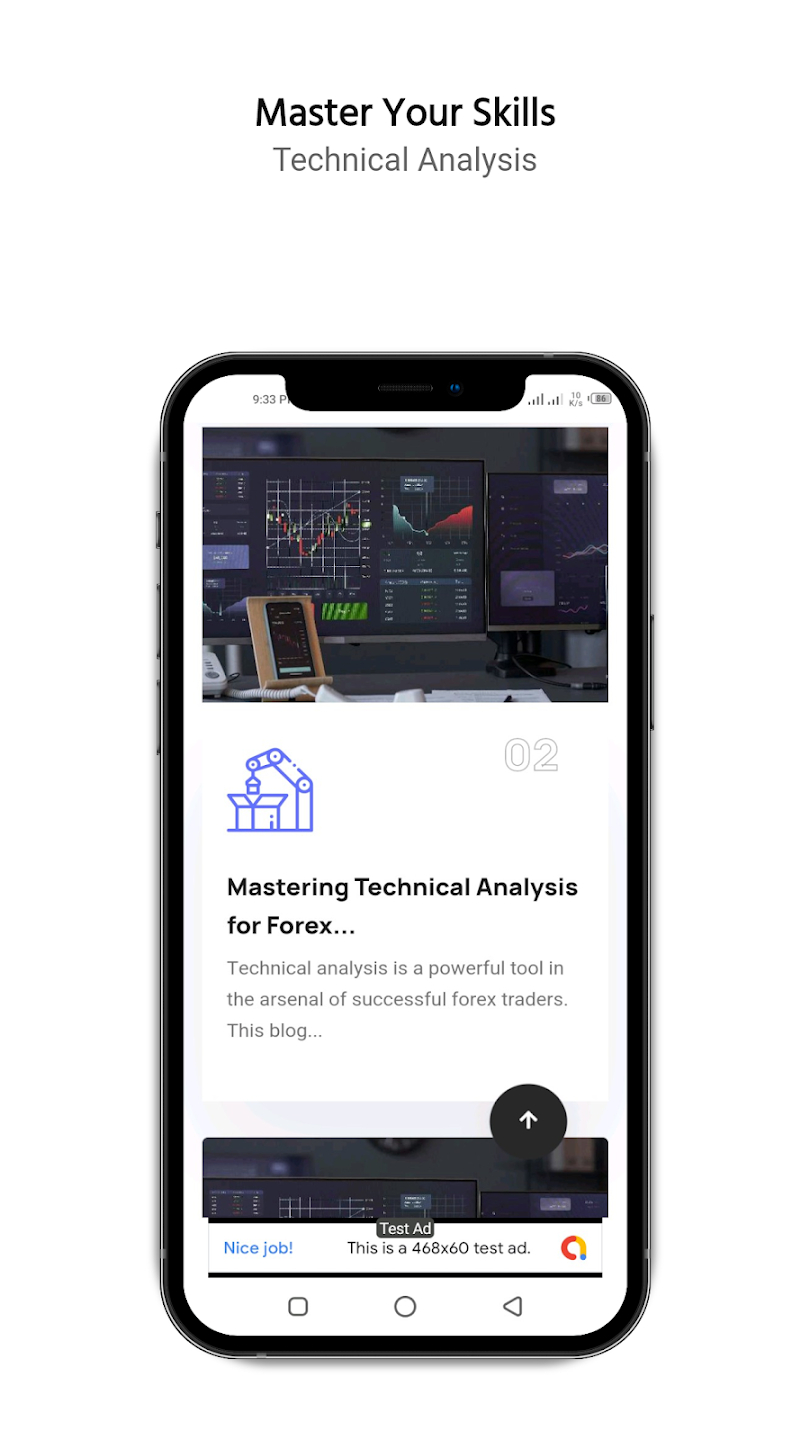 Master Your Skills
Technical Analysis
9:33 P
10
K/s
86
02
Mastering Technical Analysis
for Forex...
Technical analysis is a powerful tool in
the arsenal of successful forex traders.
This blog...
Test Ad
Nice job!
This is a 468x60 test ad.